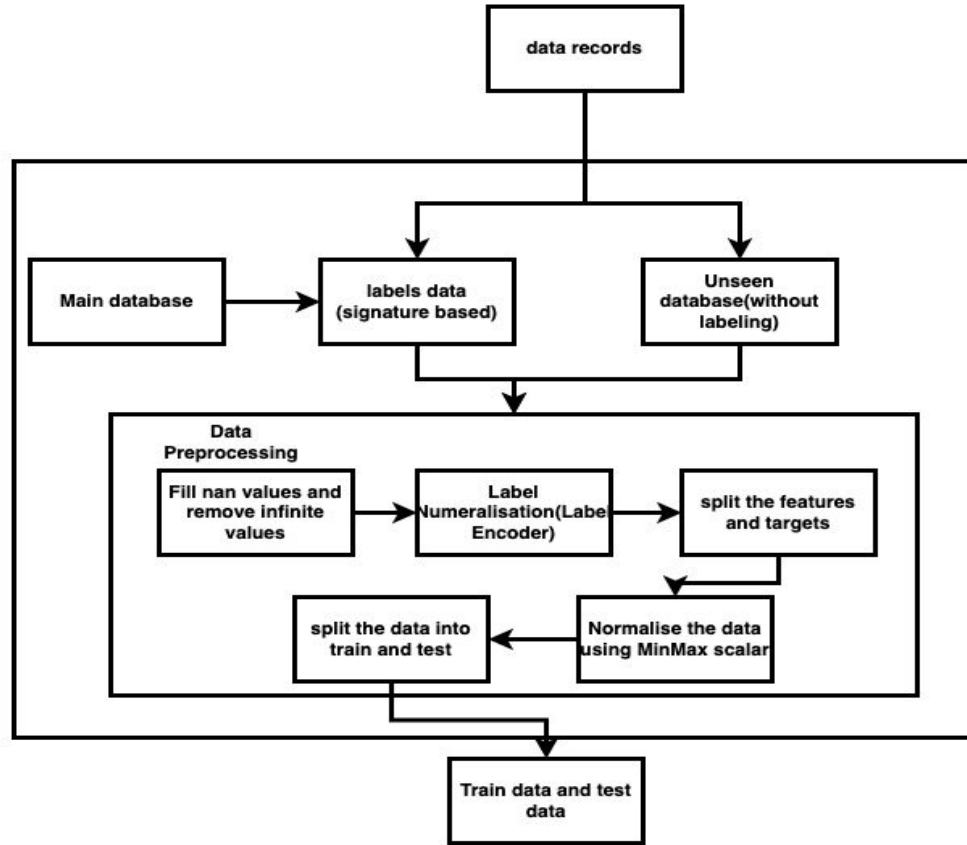 data records
Main database
labels data
(signature based)
Unseen
database(without
labeling)
Data
Preprocessing
Fill nan values and
remove infinite
values
Label
Numeralisation(Label
Encoder)
split the features
and targets
split the data into
train and test
Normalise the data
using MinMax scalar
Train data and test
data